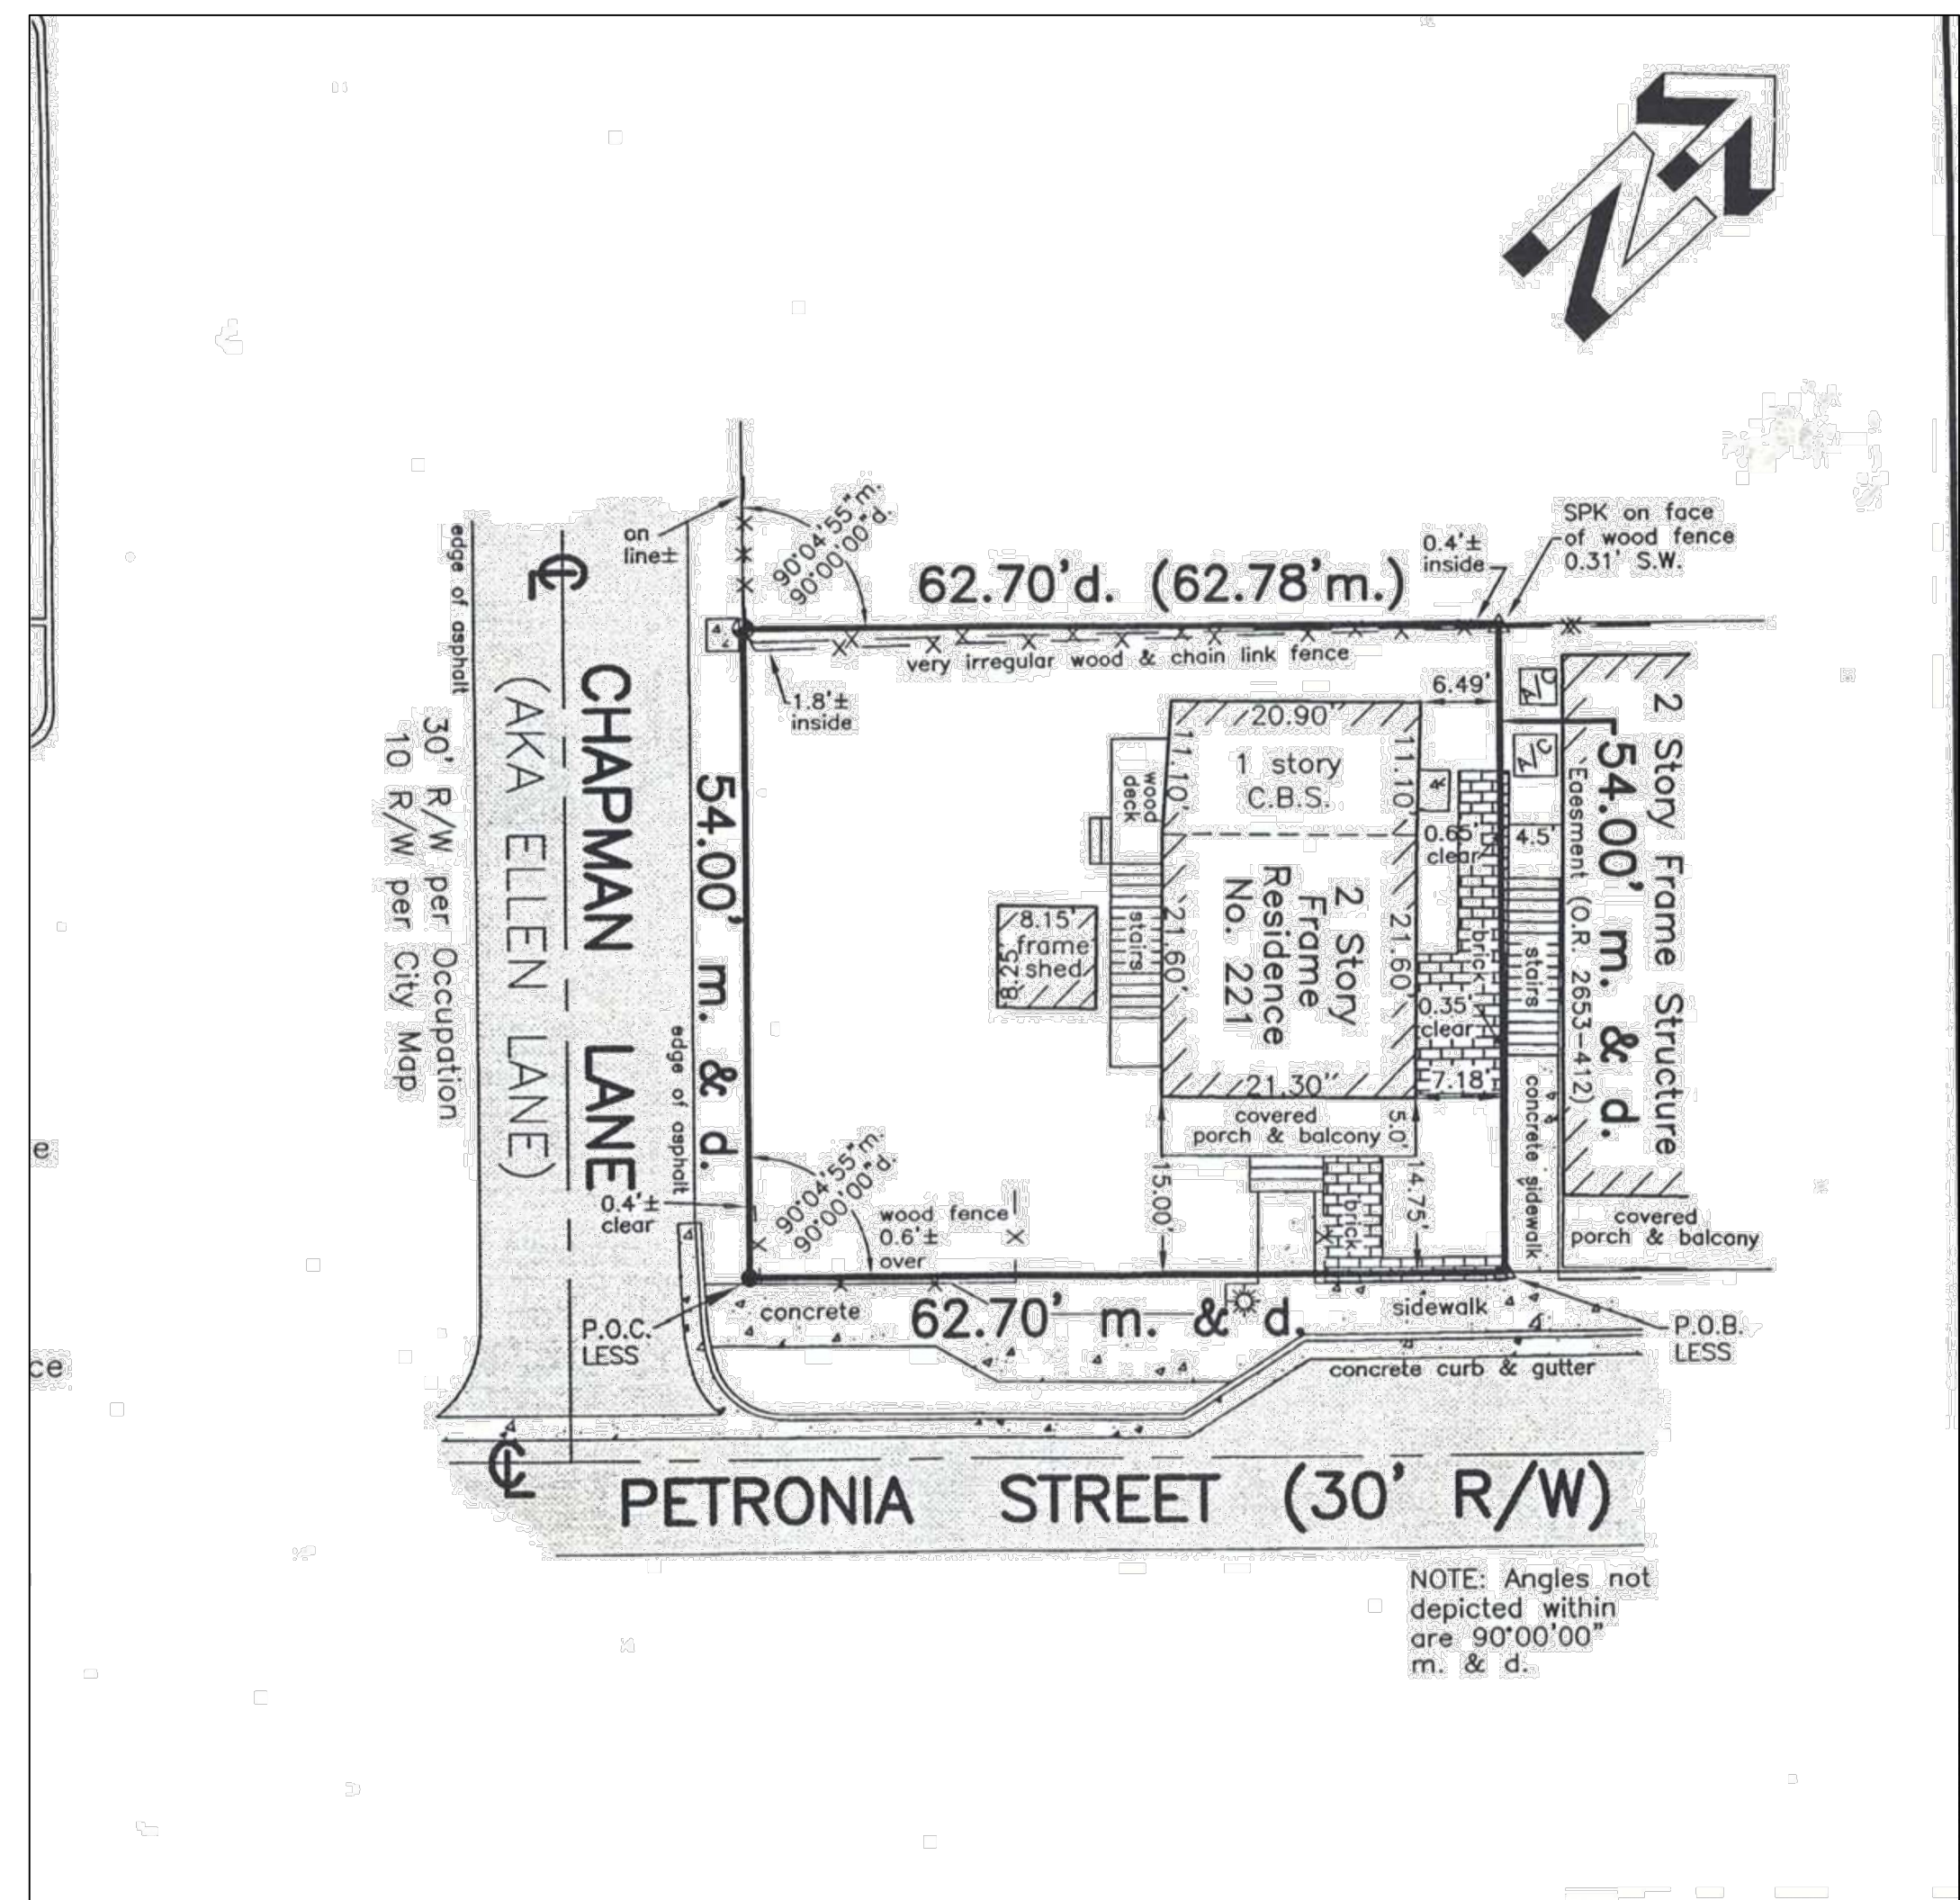 N
on
line±
90°04'55"m.
90°00'00"d.
62.70'd. (62.78'm.)
0.4'±
inside
SPK on face
of wood fence
0.31' S.W.
very irregular wood & chain link fence
1.8'±
inside
edge of asphalt
30' R/W per Occupation
10 R/W per City Map
CHAPMAN LANE
(AKA ELLEN LANE)
edge of asphalt
54.00' m. & d.
6.49'
20.90"
11.10'
11.10'
1 story
C.B.S.
wood
deck
0.65'
clear
4.5'
8.15'
frame
shed
8.25'
stairs
21.60'
2 Story
Frame
Residence
No. 221
21.60'
brick
0.35'
clear
stairs
7.18'
21.30"
covered
porch & balcony
5.0'
A/C
A/C
54.00' m. & d.
Eaesment (O.R. 2653-412)
2 Story Frame Structure
concrete sidewalk
covered
porch & balcony
90°04'55"m.
90°00'00"d.
0.4'±
clear
wood fence
0.6'±
over
15.00'
brick
14.75'
P.O.C.
LESS
concrete
62.70' m. & d.
sidewalk
P.O.B.
LESS
concrete curb & gutter
PETRONIA STREET (30' R/W)
NOTE: Angles not
depicted within
are 90°00'00"
m. & d.
e
ce